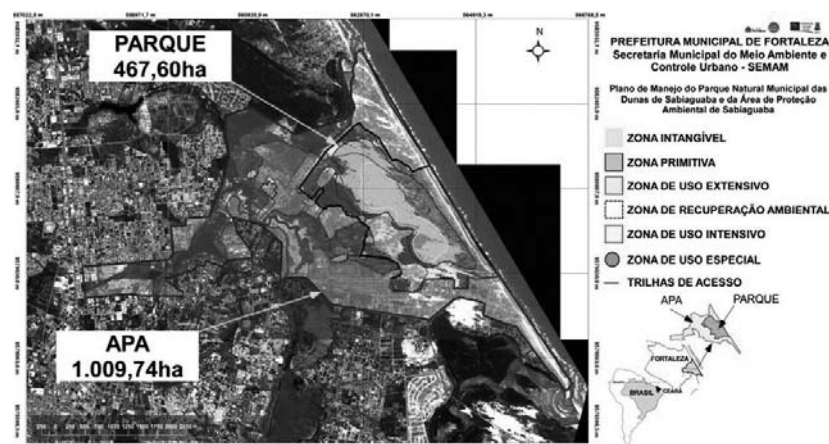 PARQUE
467,60ha
APA
1.009,74ha
N
PREFEITURA MUNICIPAL DE FORTALEZA
Secretaria Municipal do Meio Ambiente e
Controle Urbano - SEMAM
Plano de Manejo do Parque Natural Municipal das
Dunas de Sabiaguaba e da Área de Proteção
Ambiental de Sabiaguaba
ZONA INTANGÍVEL
ZONA PRIMITIVA
ZONA DE USO EXTENSIVO
ZONA DE RECUPERAÇÃO AMBIENTAL
ZONA DE USO INTENSIVO
ZONA DE USO ESPECIAL
TRILHAS DE ACESSO
APA
PARQUE
FORTALEZA
CEARÁ
BRASIL